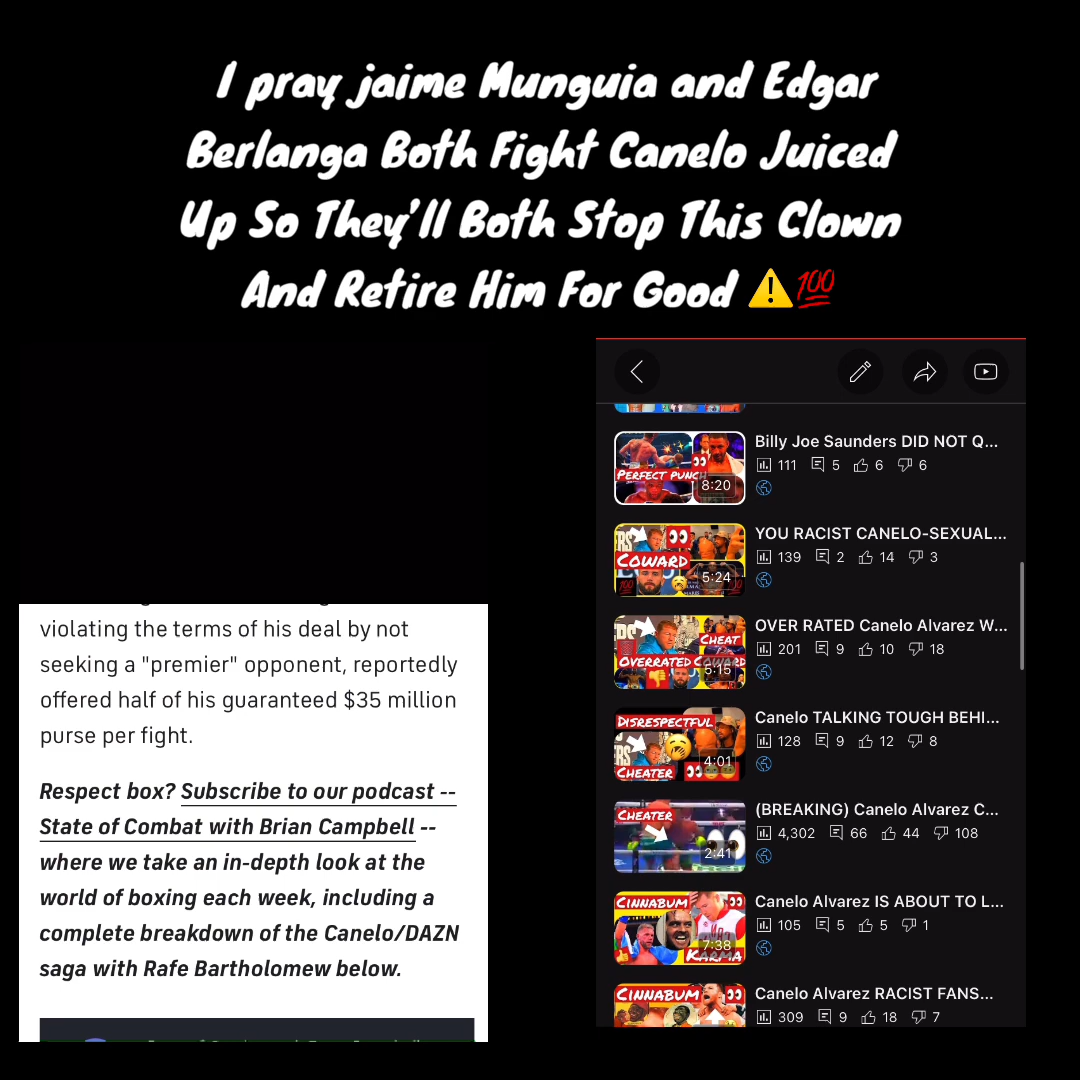 I pray jaime Munguia and Edgar
Berlanga Both Fight Canelo Juiced
Up So They'll Both Stop This Clown
And Retire Him For Good ⚠️💯
violating the terms of his deal by not
seeking a "premier" opponent, reportedly
offered half of his guaranteed $35 million
purse per fight.
Respect box? Subscribe to our podcast --
State of Combat with Brian Campbell --
where we take an in-depth look at the
world of boxing each week, including a
complete breakdown of the Canelo/DAZN
saga with Rafe Bartholomew below.
PERFECT PUNCH
8:20
Billy Joe Saunders DID NOT Q...
111 5 6 6
COWARD
5:24
YOU RACIST CANELO-SEXUAL...
139 2 14 3
CHEAT
OVERRATED COWARD
5:15
OVER RATED Canelo Alvarez W...
201 9 10 18
DISRESPECTFUL
CHEATER
4:01
Canelo TALKING TOUGH BEHI...
128 9 12 8
CHEATER
2:41
(BREAKING) Canelo Alvarez C...
4,302 66 44 108
CINNABUM
KARMA
7:38
Canelo Alvarez IS ABOUT TO L...
105 5 5 1
CINNABUM
Canelo Alvarez RACIST FANS...
309 9 18 7